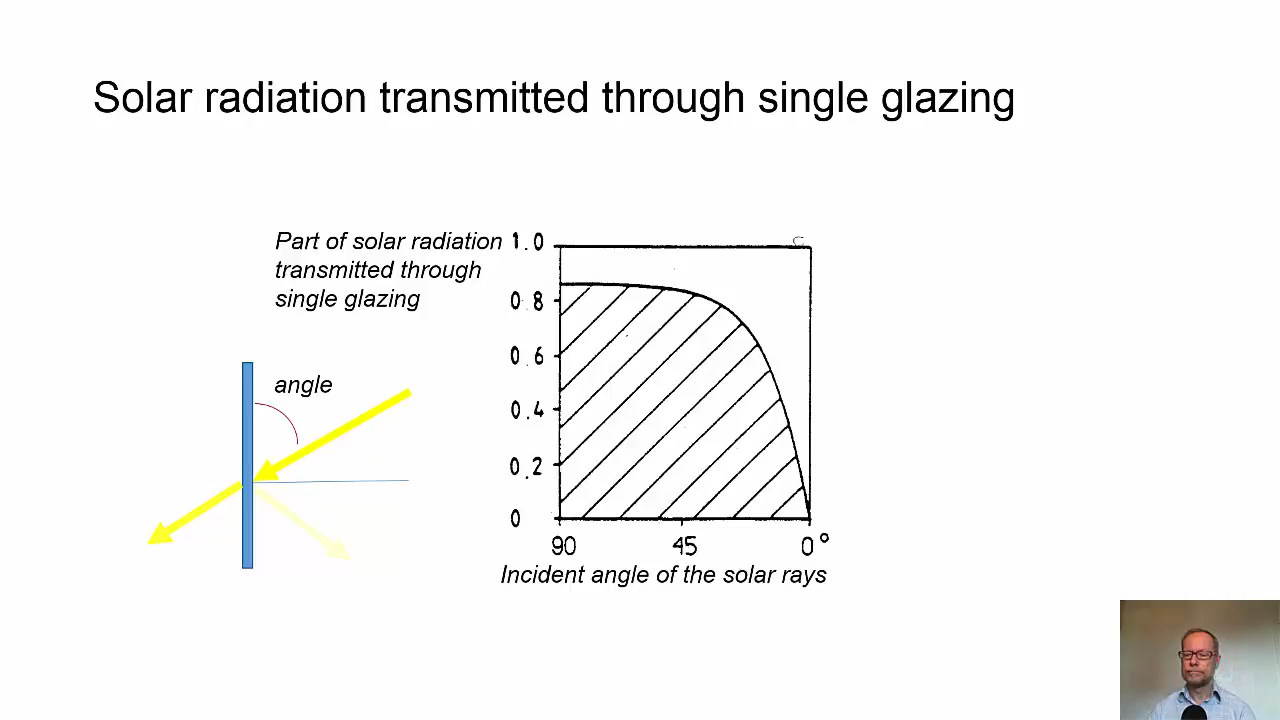 Solar radiation transmitted through single glazing
Part of solar radiation
transmitted through
single glazing
angle
1.0
0.8
0.6
0.4
0.2
0
90 45 0°
Incident angle of the solar rays